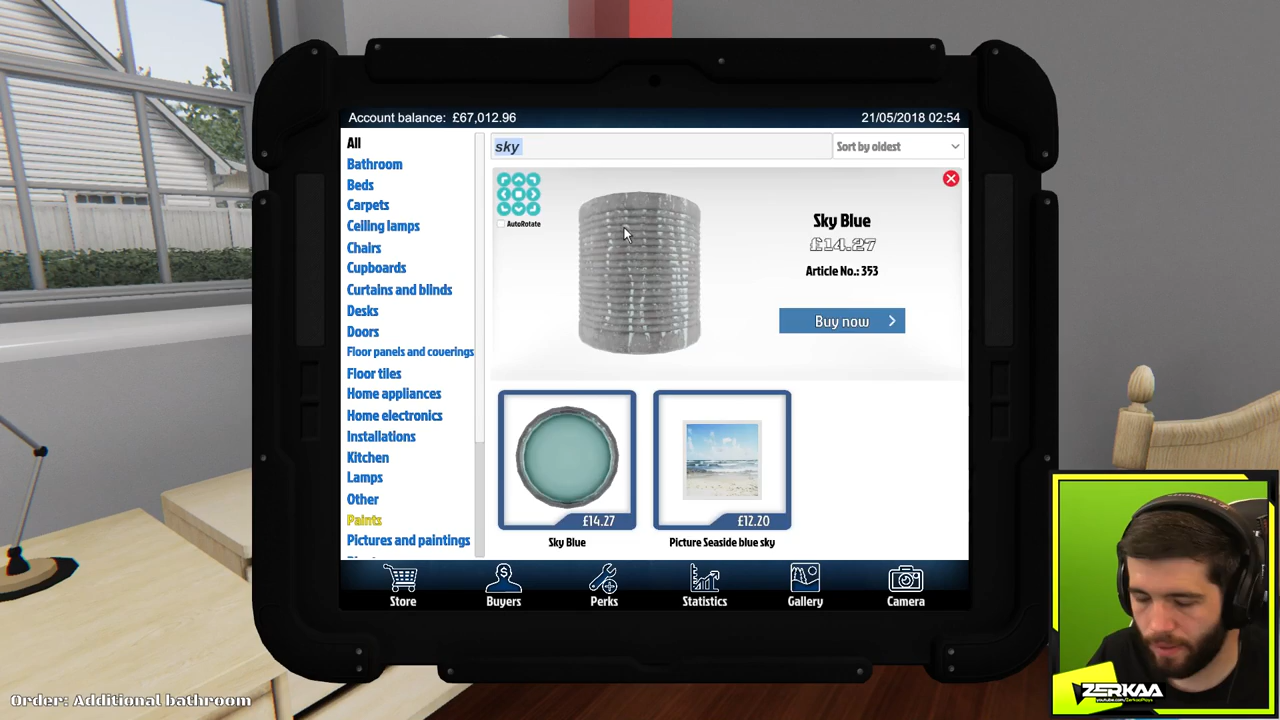 Account balance: £67,012.96
21/05/2018 02:54
All
Bathroom
Beds
Carpets
Ceiling lamps
Chairs
Cupboards
Curtains and blinds
Desks
Doors
Floor panels and coverings
Floor tiles
Home appliances
Home electronics
Installations
Kitchen
Lamps
Other
Paints
Pictures and paintings
sky
Sort by oldest
AutoRotate
Sky Blue
£14.27
Article No.: 353
Buy now
£14.27
£12.20
Sky Blue
Picture Seaside blue sky
Store
Buyers
Perks
Statistics
Gallery
Camera
Order: Additional bathroom
ZERKAA
youtube.com/ZerkaaPlays